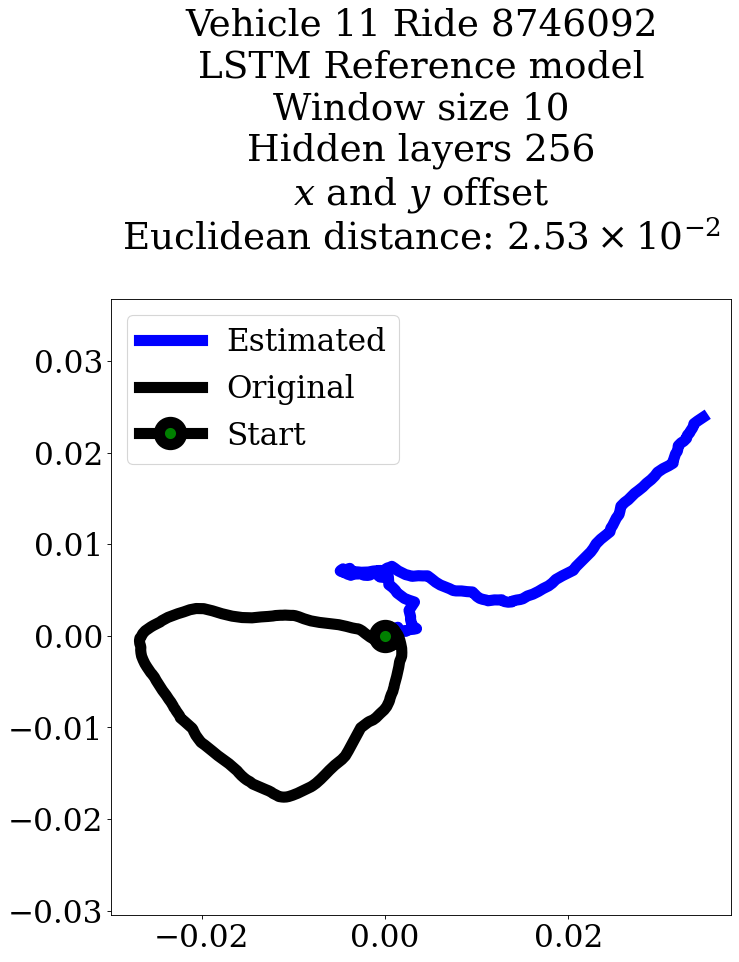 Vehicle 11 Ride 8746092
LSTM Reference model
Window size 10
Hidden layers 256
x and y offset
Euclidean distance: 2.53 × 10⁻²
Estimated
Original
Start
0.03
0.02
0.01
0.00
−0.01
−0.02
−0.03
−0.02 0.00 0.02